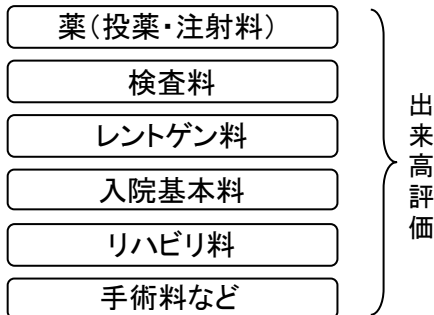 薬（投薬・注射料）
検査料
レントゲン料
入院基本料
リハビリ料
手術料など
出来高評価